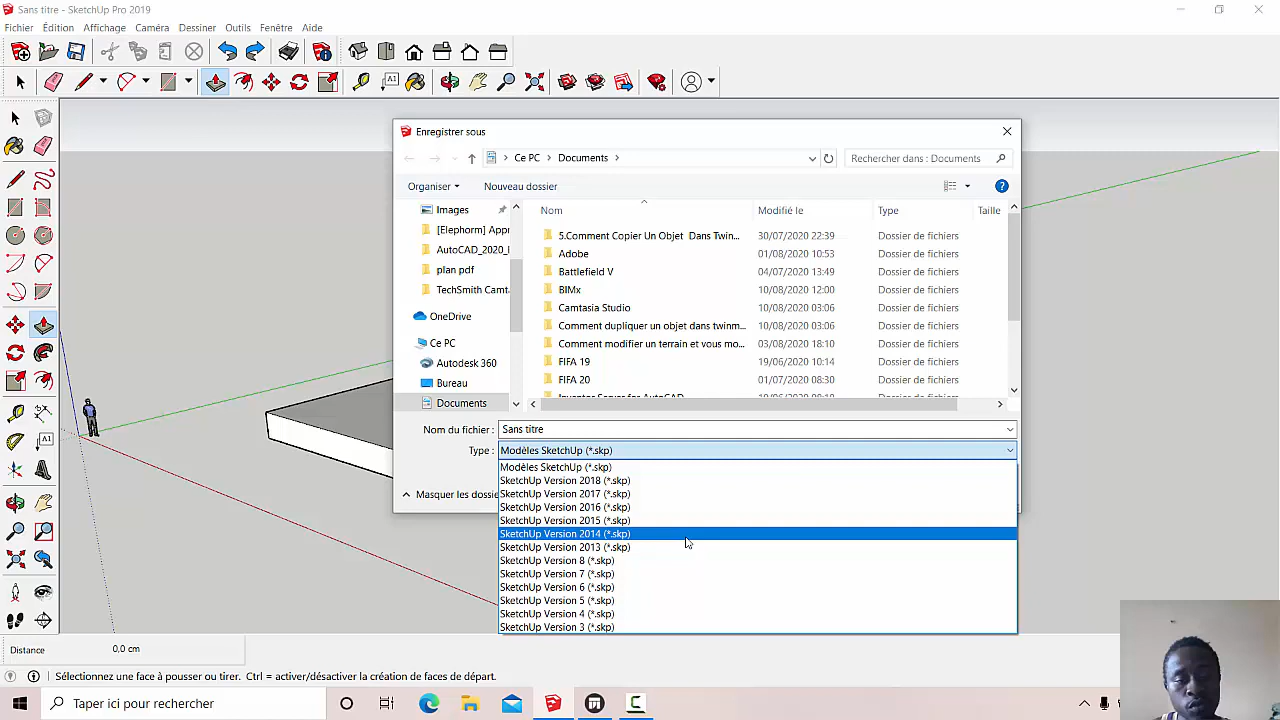 Sans titre - SketchUp Pro 2019
Fichier Édition Affichage Caméra Dessiner Outils Fenêtre Aide
Enregistrer sous
Ce PC > Documents >
Rechercher dans : Documents
Organiser
Nouveau dossier
Nom Modifié le Type Taille
Images
[Elephorm] Appr
AutoCAD_2020_
plan pdf
TechSmith Camt
OneDrive
Ce PC
Autodesk 360
Bureau
Documents
5.Comment Copier Un Objet Dans Twin... 30/07/2020 22:39 Dossier de fichiers
Adobe 01/08/2020 10:53 Dossier de fichiers
Battlefield V 04/07/2020 13:49 Dossier de fichiers
BIMx 10/08/2020 12:00 Dossier de fichiers
Camtasia Studio 10/08/2020 03:06 Dossier de fichiers
Comment dupliquer un objet dans twinm... 10/08/2020 03:06 Dossier de fichiers
Comment modifier un terrain et vous mo... 03/08/2020 18:10 Dossier de fichiers
FIFA 19 19/06/2020 10:14 Dossier de fichiers
FIFA 20 01/07/2020 08:30 Dossier de fichiers
Nom du fichier : Sans titre
Type : Modèles SketchUp (*.skp)
Modèles SketchUp (*.skp)
SketchUp Version 2018 (*.skp)
SketchUp Version 2017 (*.skp)
SketchUp Version 2016 (*.skp)
SketchUp Version 2015 (*.skp)
SketchUp Version 2014 (*.skp)
SketchUp Version 2013 (*.skp)
SketchUp Version 8 (*.skp)
SketchUp Version 7 (*.skp)
SketchUp Version 6 (*.skp)
SketchUp Version 5 (*.skp)
SketchUp Version 4 (*.skp)
SketchUp Version 3 (*.skp)
Masquer les dossie
Distance 0,0 cm
Sélectionnez une face à pousser ou tirer. Ctrl = activer/désactiver la création de faces de départ.
Taper ici pour rechercher